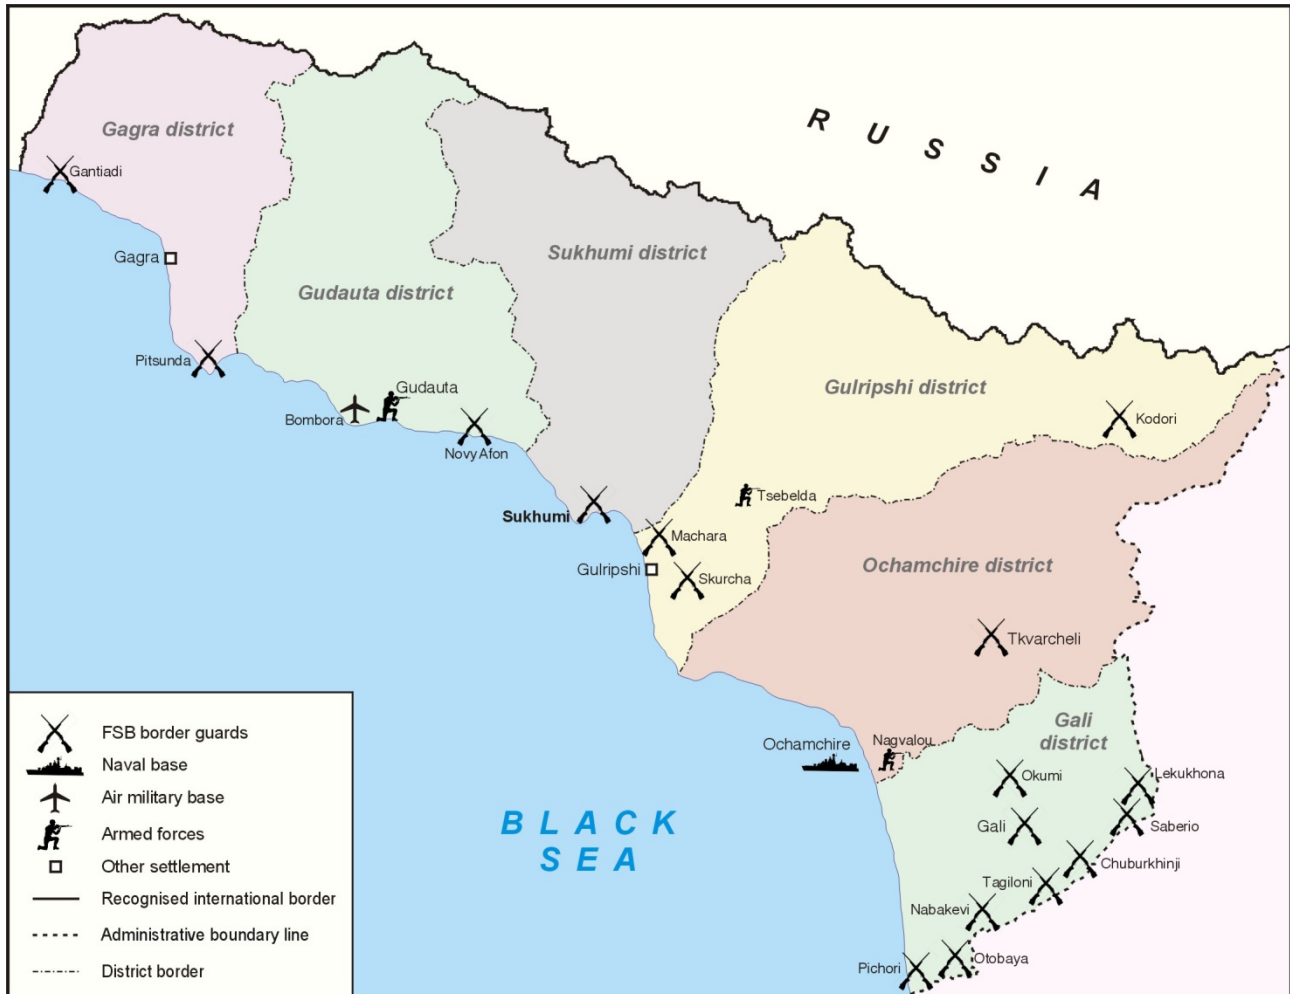 R U S S I A
Gagra district
Gantiadi
Sukhumi district
Gagra
Gudauta district
Pitsunda
Gulripshi district
Gudauta
Bombora
Kodori
Novy Afon
Tsebelda
Sukhumi
Machara
Gulripshi
Skurcha
Ochamchire district
Tkvarcheli
Gali
district
Ochamchire
Nagvalou
Okumi
Lekukhona
Gali
Saberio
Chuburkhinji
Tagiloni
Nabakevi
Otobaya
Pichori
BLACK
SEA
FSB border guards
Naval base
Air military base
Armed forces
Other settlement
Recognised international border
Administrative boundary line
District border